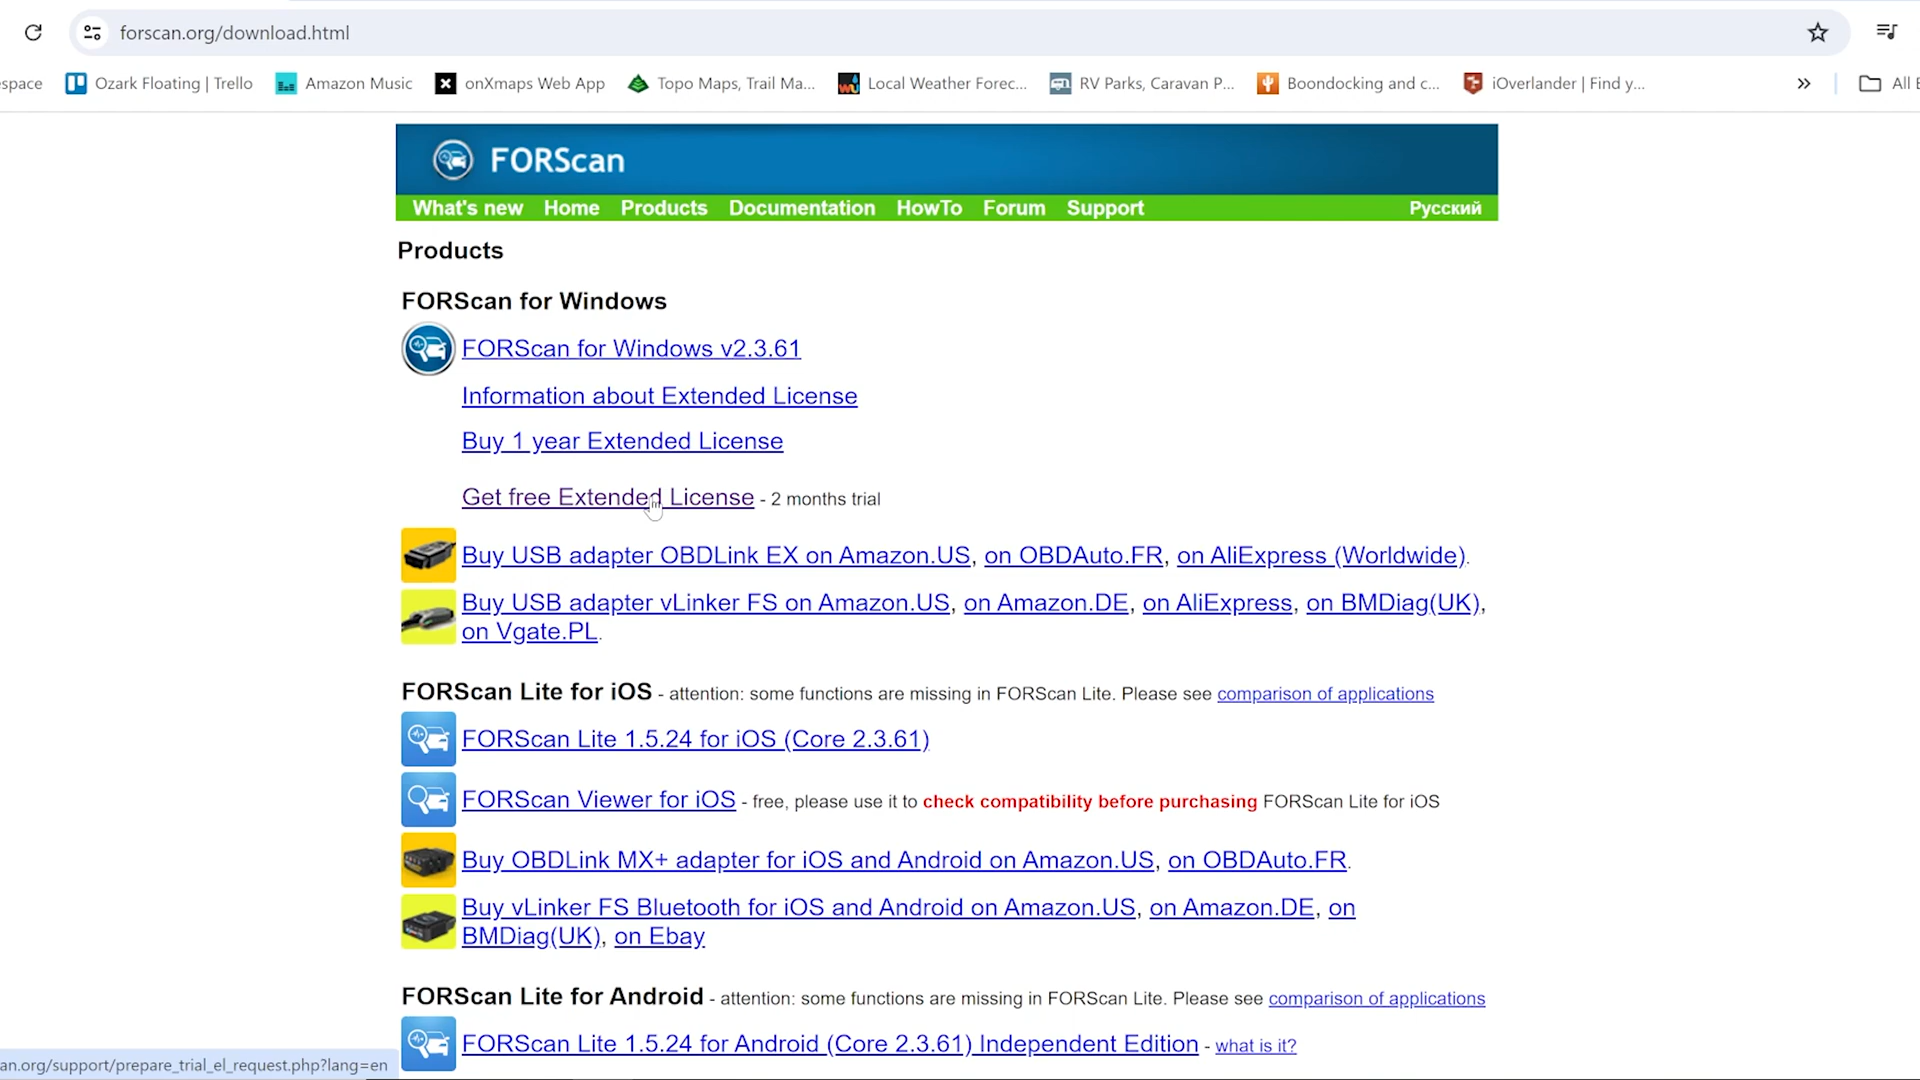 forscan.org/download.html
space Ozark Floating | Trello Amazon Music onXmaps Web App Topo Maps, Trail Ma... Local Weather Forec... RV Parks, Caravan P... Boondocking and c... iOverlander | Find y... » All
FORScan
What's new Home Products Documentation HowTo Forum Support Русский
Products
FORScan for Windows
FORScan for Windows v2.3.61
Information about Extended License
Buy 1 year Extended License
Get free Extended License - 2 months trial
Buy USB adapter OBDLink EX on Amazon.US, on OBDAuto.FR, on AliExpress (Worldwide).
Buy USB adapter vLinker FS on Amazon.US, on Amazon.DE, on AliExpress, on BMDiag(UK),
on Vgate.PL.
FORScan Lite for iOS - attention: some functions are missing in FORScan Lite. Please see comparison of applications
FORScan Lite 1.5.24 for iOS (Core 2.3.61)
FORScan Viewer for iOS - free, please use it to check compatibility before purchasing FORScan Lite for iOS
Buy OBDLink MX+ adapter for iOS and Android on Amazon.US, on OBDAuto.FR.
Buy vLinker FS Bluetooth for iOS and Android on Amazon.US, on Amazon.DE, on
BMDiag(UK), on Ebay
FORScan Lite for Android - attention: some functions are missing in FORScan Lite. Please see comparison of applications
FORScan Lite 1.5.24 for Android (Core 2.3.61) Independent Edition - what is it?
an.org/support/prepare_trial_el_request.php?lang=en